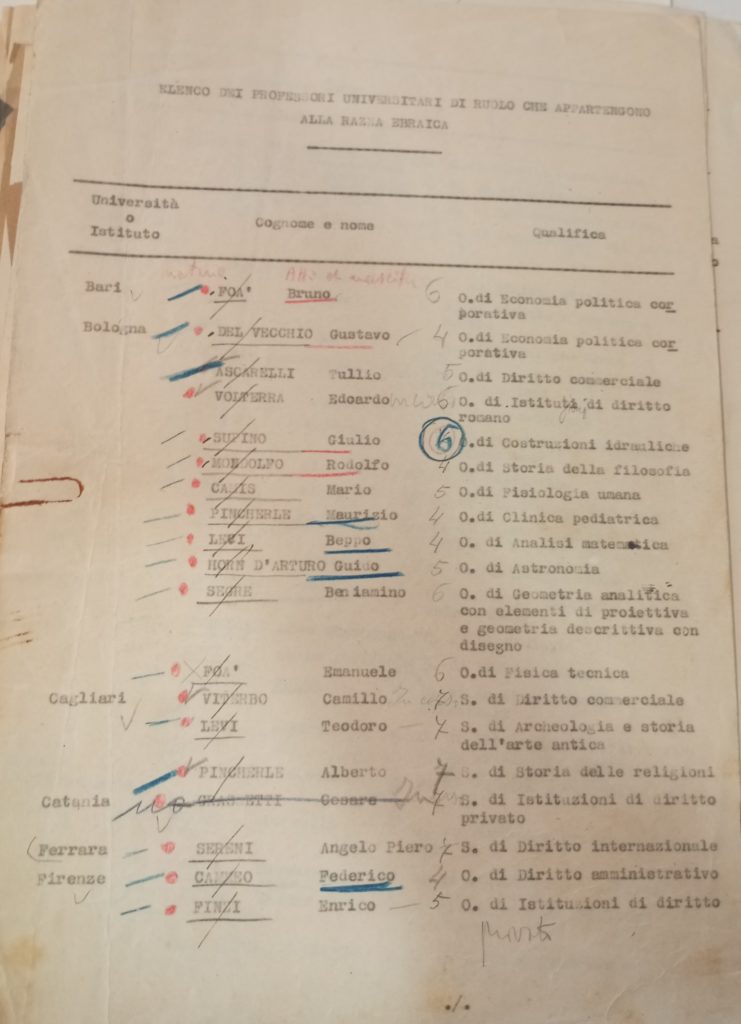 ELENCO DEI PROFESSORI UNIVERSITARI DI RUOLO CHE APPARTENGONO
ALLA RAZZA EBRAICA
Università
o
Istituto
Cognome e nome
Qualifica
Bari FOA' Bruno 6 O.di Economia politica cor
porativa
Bologna DEL VECCHIO Gustavo 4 O.di Economia politica cor
porativa
ASCARELLI Tullio 5 O.di Diritto commerciale
VOLTERRA Edoardo 6 O. di Istituti di diritto
romano
SUPINO Giulio 6 O.di Costruzioni idrauliche
MONDOLFO Rodolfo 4 O.di Storia della filosofia
CAMIS Mario 5 O.di Fisiologia umana
PINCHERLE Maurizio 4 O.di Clinica pediatrica
LEVI Beppo 4 O. di Analisi matematica
HORN D'ARTURO Guido 5 O. di Astronomia
SEGRE Beniamino 6 O. di Geometria analitica
con elementi di proiettiva
e geometria descrittiva con
disegno
FOA' Emanuele 6 O.di Fisica tecnica
Cagliari VITERBO Camillo 7 S. di Diritto commerciale
LEVI Teodoro 7 S. di Archeologia e storia
dell'arte antica
PINCHERLE Alberto 7 S. di Storia delle religioni
Catania Cesare 7 S. di Istituzioni di diritto
privato
Ferrara SERENI Angelo Piero 7 S. di Diritto internazionale
Firenze CAMMEO Federico 4 O. di Diritto amministrativo
FINZI Enrico 5 O. di Istituzioni di diritto
privato
./.